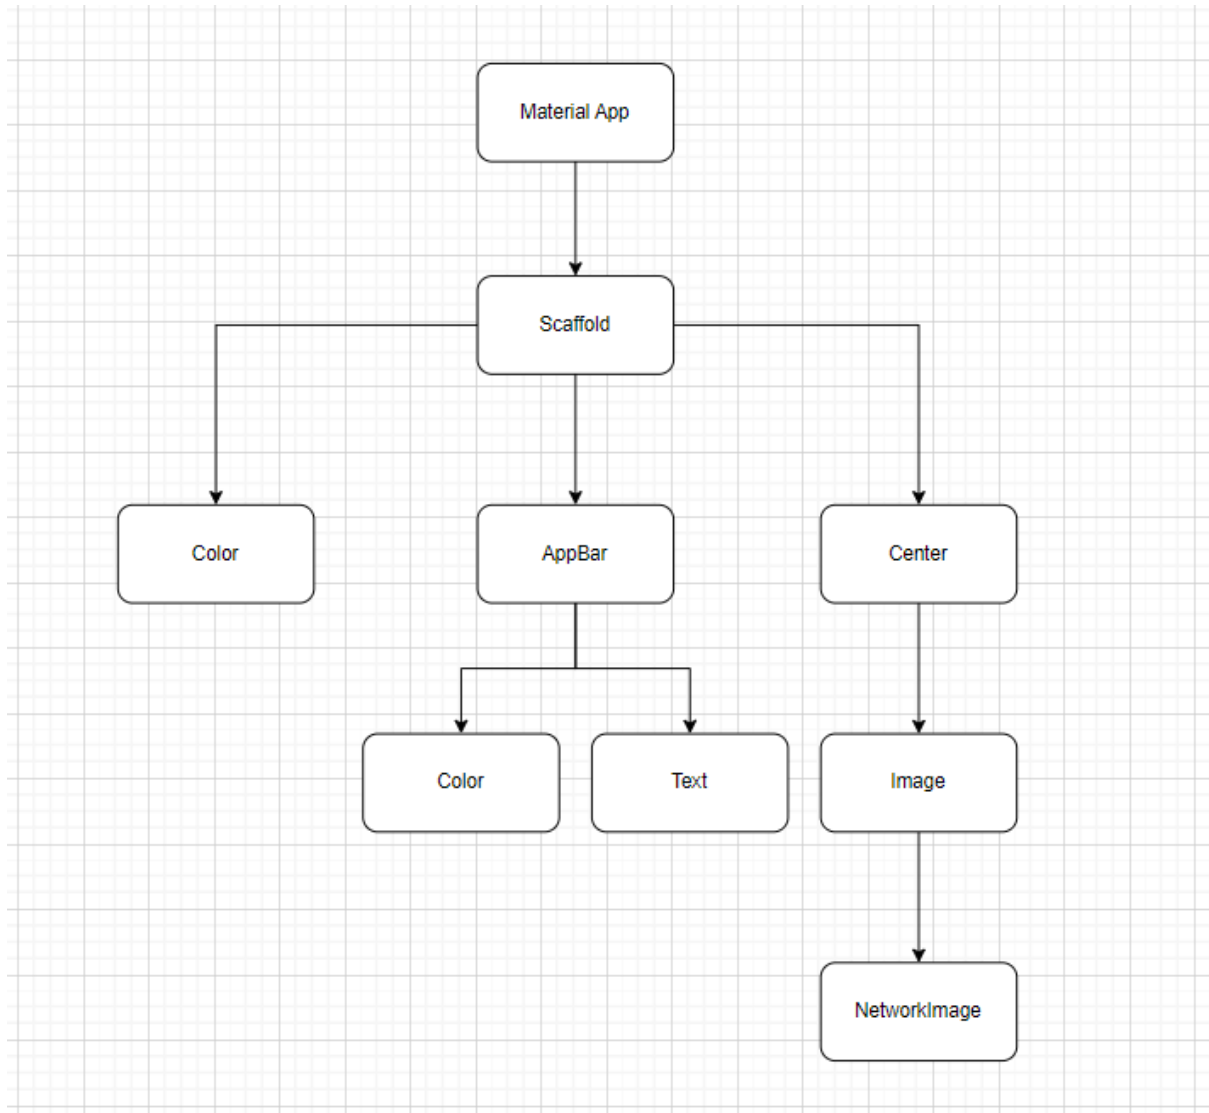 Material App
Scaffold
Color
AppBar
Center
Color
Text
Image
NetworkImage